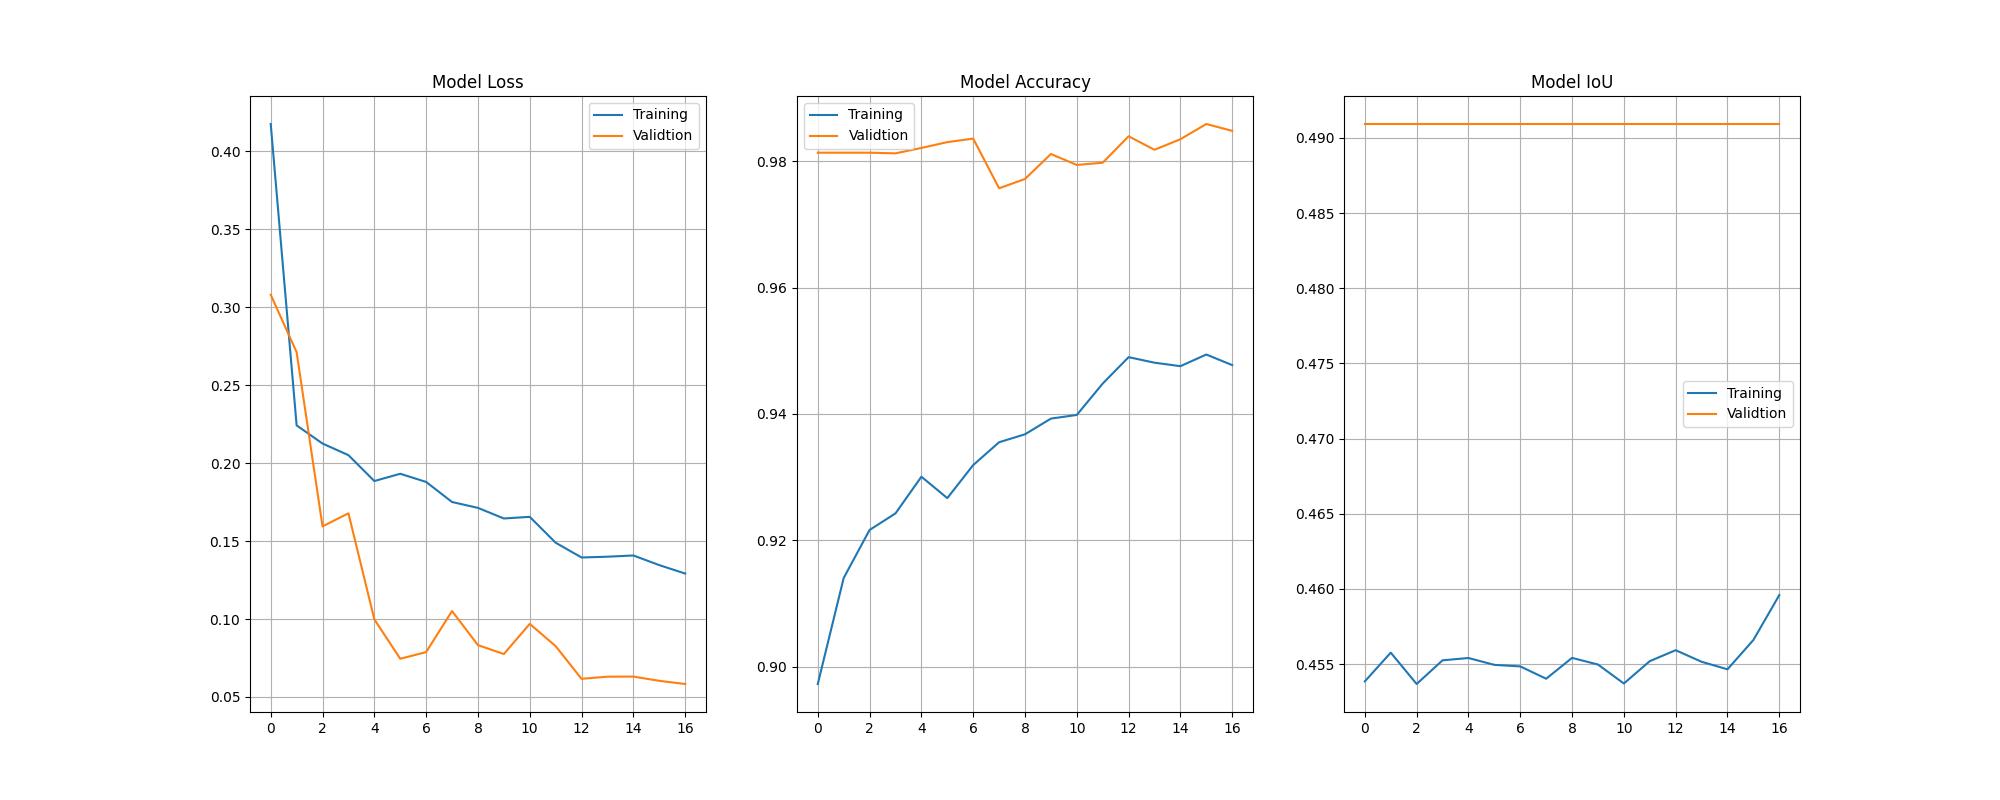 Model Loss
Training
Validtion
0.40
0.35
0.30
0.25
0.20
0.15
0.10
0.05
0 2 4 6 8 10 12 14 16
Model Accuracy
Training
Validtion
0.98
0.96
0.94
0.92
0.90
0 2 4 6 8 10 12 14 16
Model IoU
0.490
0.485
0.480
0.475
0.470
0.465
0.460
0.455
Training
Validtion
0 2 4 6 8 10 12 14 16